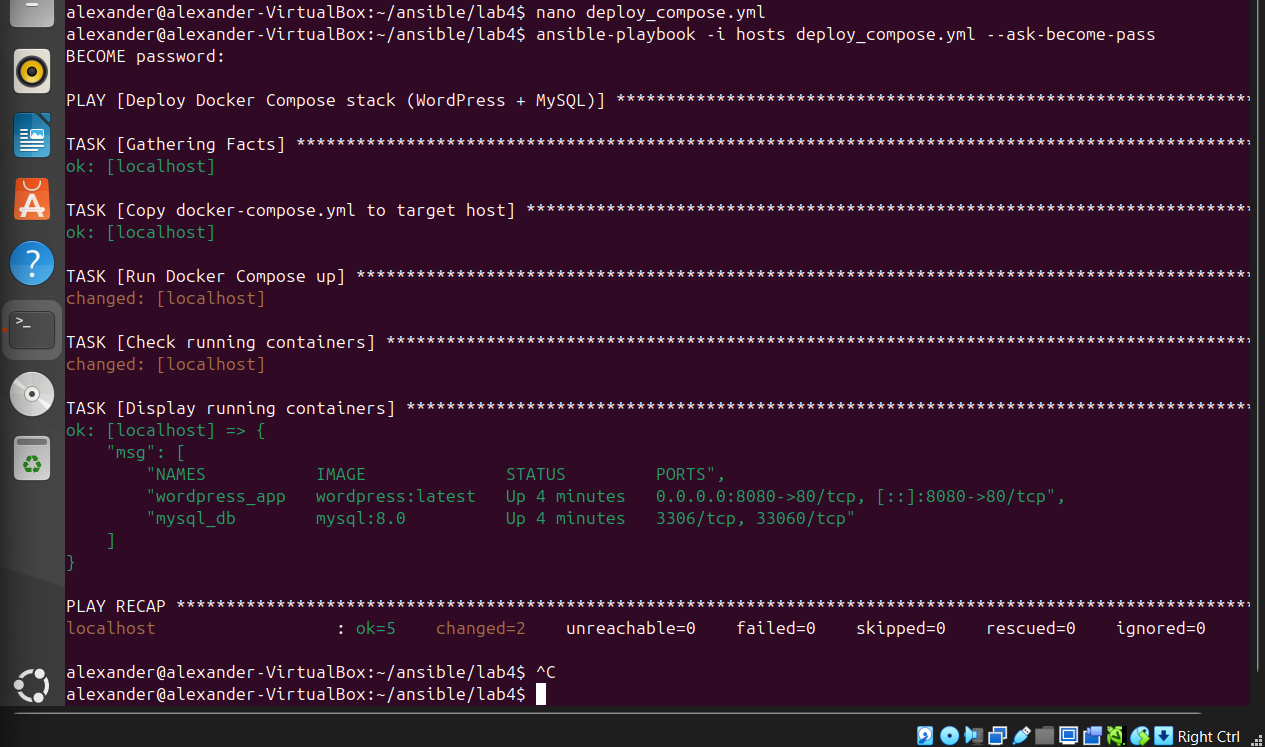 alexander@alexander-VirtualBox:~/ansible/lab4$ nano deploy_compose.yml
alexander@alexander-VirtualBox:~/ansible/lab4$ ansible-playbook -i hosts deploy_compose.yml --ask-become-pass
BECOME password:
PLAY [Deploy Docker Compose stack (WordPress + MySQL)] ****************************************************************
TASK [Gathering Facts] ************************************************************************************************
ok: [localhost]
TASK [Copy docker-compose.yml to target host] *************************************************************************
ok: [localhost]
TASK [Run Docker Compose up] ******************************************************************************************
changed: [localhost]
TASK [Check running containers] ***************************************************************************************
changed: [localhost]
TASK [Display running containers] *************************************************************************************
ok: [localhost] => {
    "msg": [
        "NAMES           IMAGE              STATUS         PORTS",
        "wordpress_app   wordpress:latest   Up 4 minutes   0.0.0.0:8080->80/tcp, [::]:8080->80/tcp",
        "mysql_db        mysql:8.0          Up 4 minutes   3306/tcp, 33060/tcp"
    ]
}
PLAY RECAP ************************************************************************************************************
localhost                  : ok=5    changed=2    unreachable=0    failed=0    skipped=0    rescued=0    ignored=0
alexander@alexander-VirtualBox:~/ansible/lab4$ ^C
alexander@alexander-VirtualBox:~/ansible/lab4$
Right Ctrl